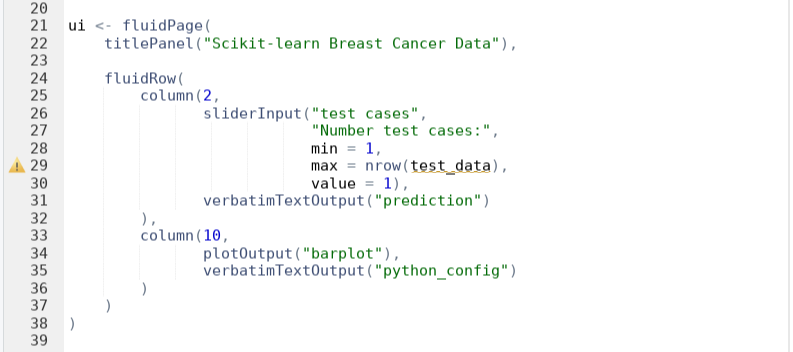 20
21 ui <- fluidPage(
22     titlePanel("Scikit-learn Breast Cancer Data"),
23
24     fluidRow(
25         column(2,
26                sliderInput("test cases",
27                            "Number test cases:",
28                            min = 1,
29                            max = nrow(test_data),
30                            value = 1),
31                verbatimTextOutput("prediction")
32         ),
33         column(10,
34                plotOutput("barplot"),
35                verbatimTextOutput("python_config")
36         )
37     )
38 )
39